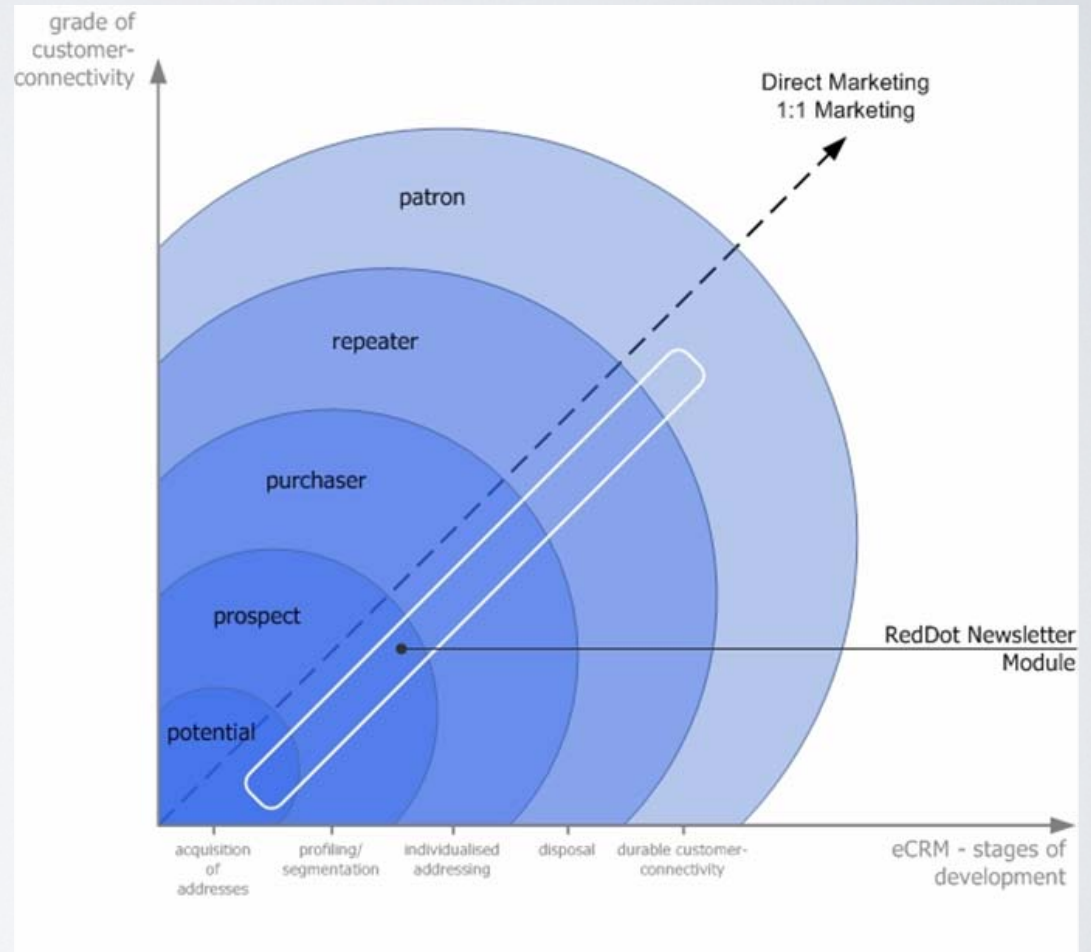 grade of
customer-
connectivity
Direct Marketing
1:1 Marketing
patron
repeater
purchaser
prospect
potential
RedDot Newsletter
Module
acquisition
of
addresses
profiling/
segmentation
individualised
addressing
disposal
durable customer-
connectivity
eCRM - stages of
development